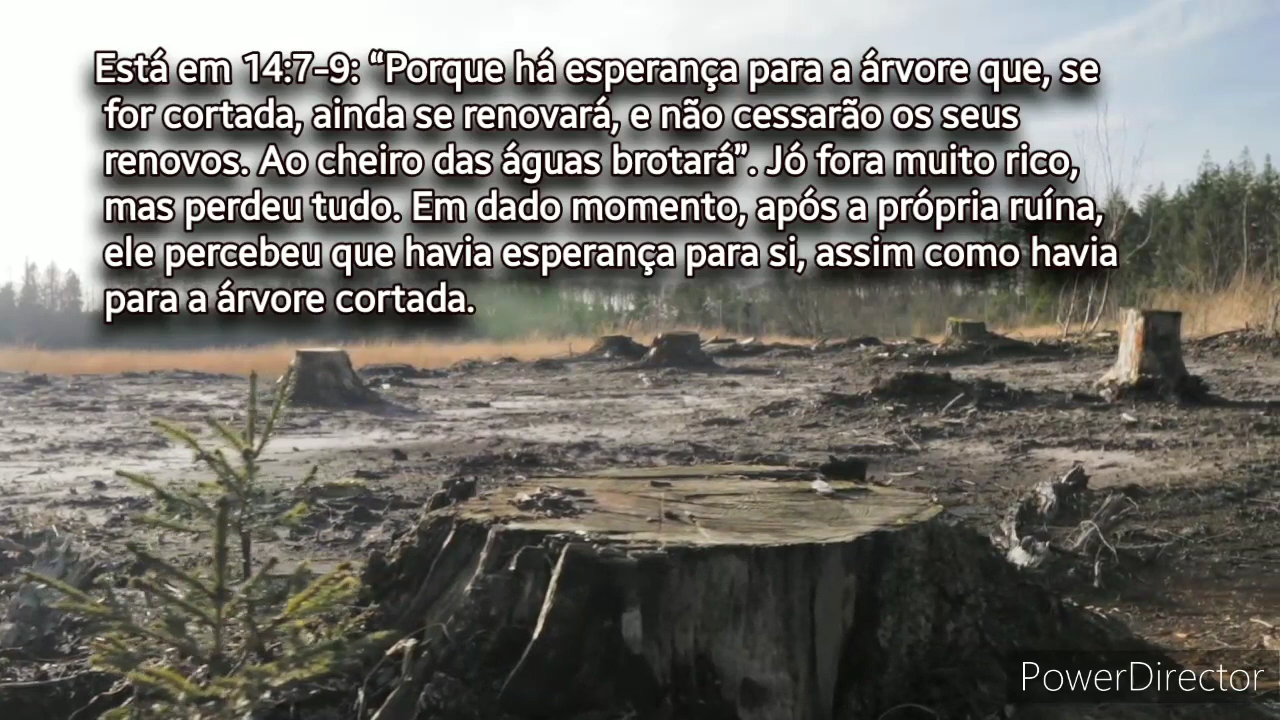 Está em 14:7-9: “Porque há esperança para a árvore que, se
for cortada, ainda se renovará, e não cessarão os seus
renovos. Ao cheiro das águas brotará”. Jó fora muito rico,
mas perdeu tudo. Em dado momento, após a própria ruína,
ele percebeu que havia esperança para si, assim como havia
para a árvore cortada.
PowerDirector